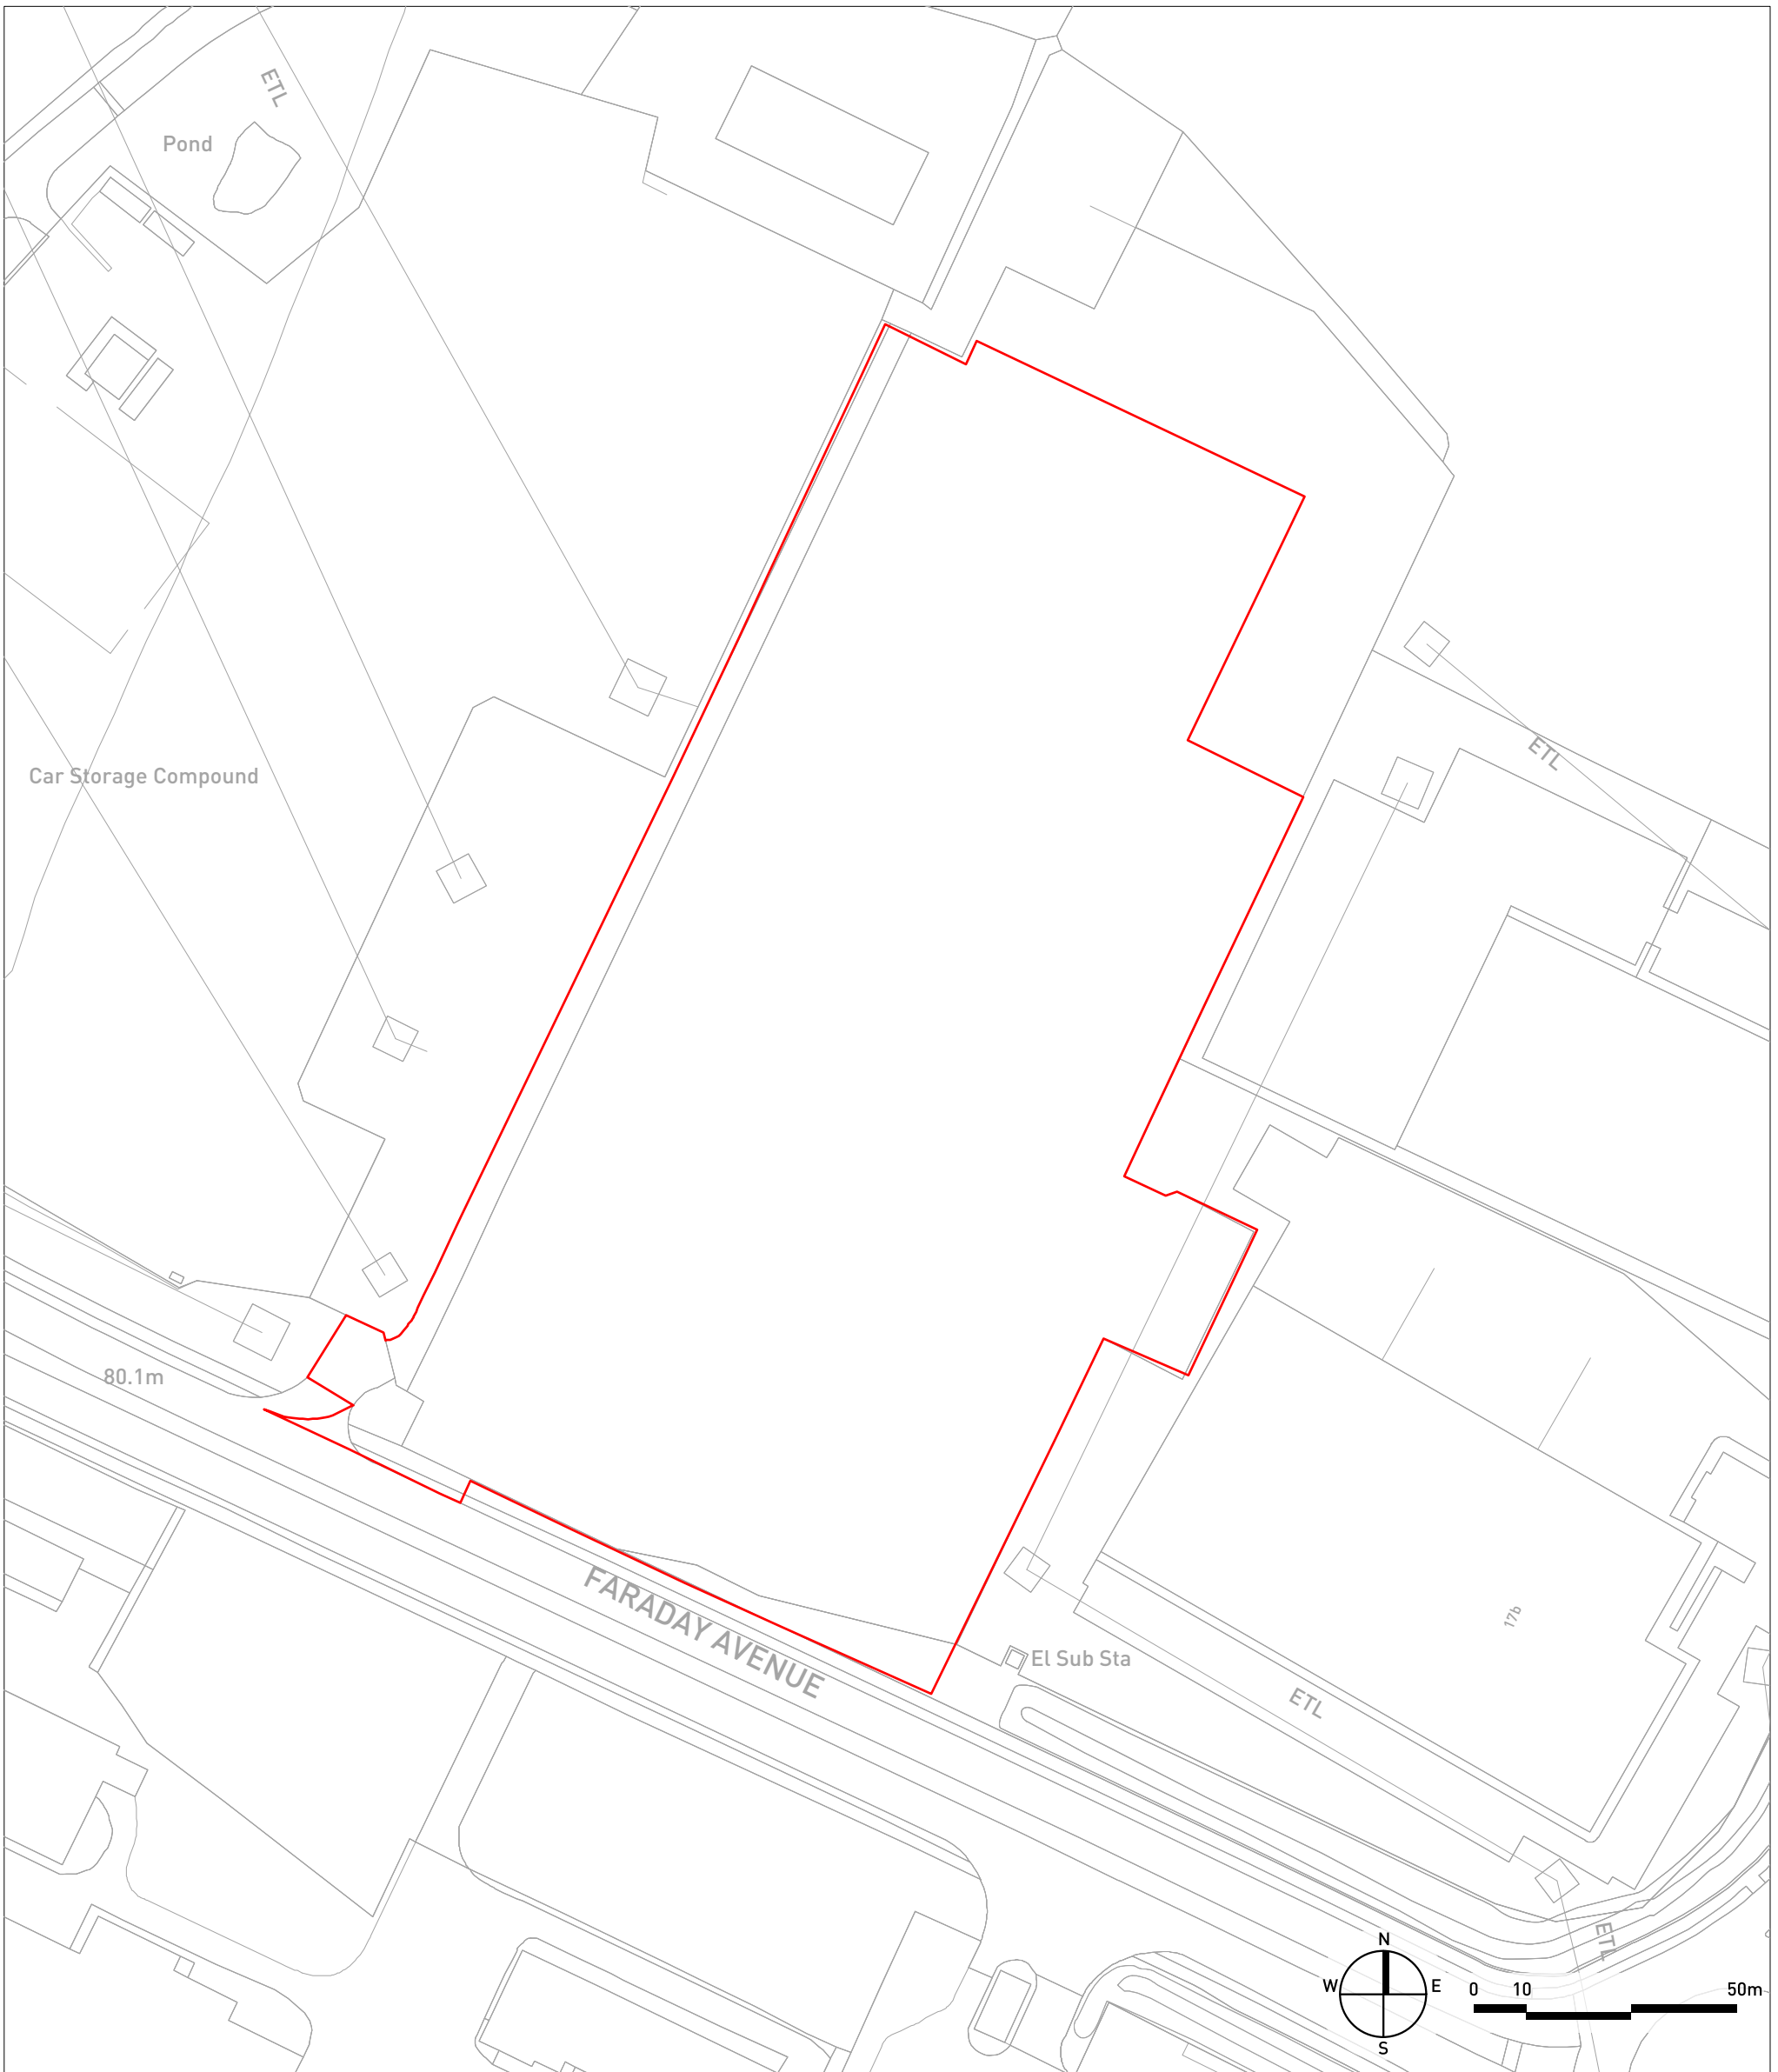 ETL
Pond
ETL
Car Storage Compound
80.1m
FARADAY AVENUE
17b
El Sub Sta
ETL
ETL
N
W E
S
0 10 50m